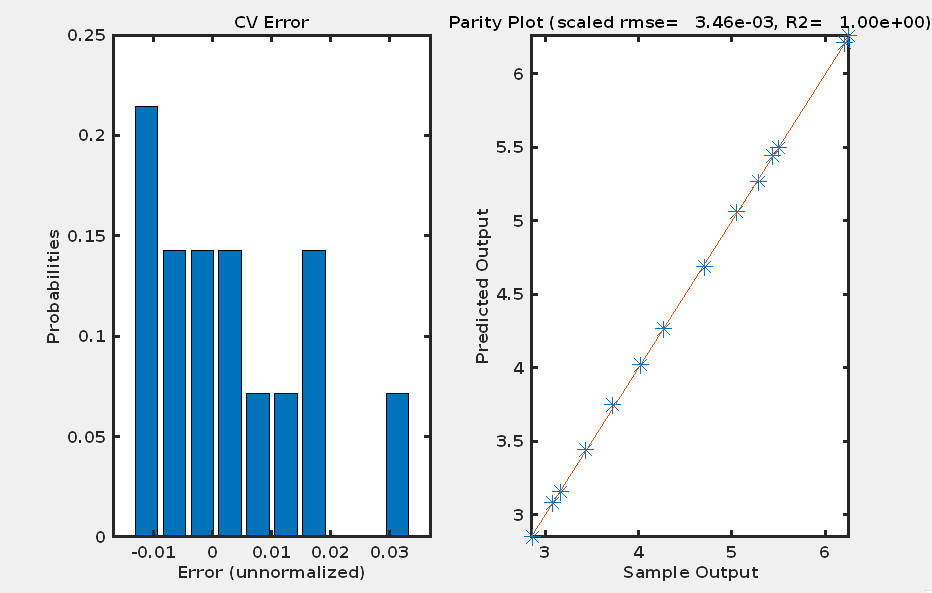 CV Error
0.25
0.2
0.15
0.1
0.05
0
Probabilities
-0.01 0 0.01 0.02 0.03
Error (unnormalized)
Parity Plot (scaled rmse= 3.46e-03, R2= 1.00e+00)
6
5.5
5
4.5
4
3.5
3
Predicted Output
3 4 5 6
Sample Output